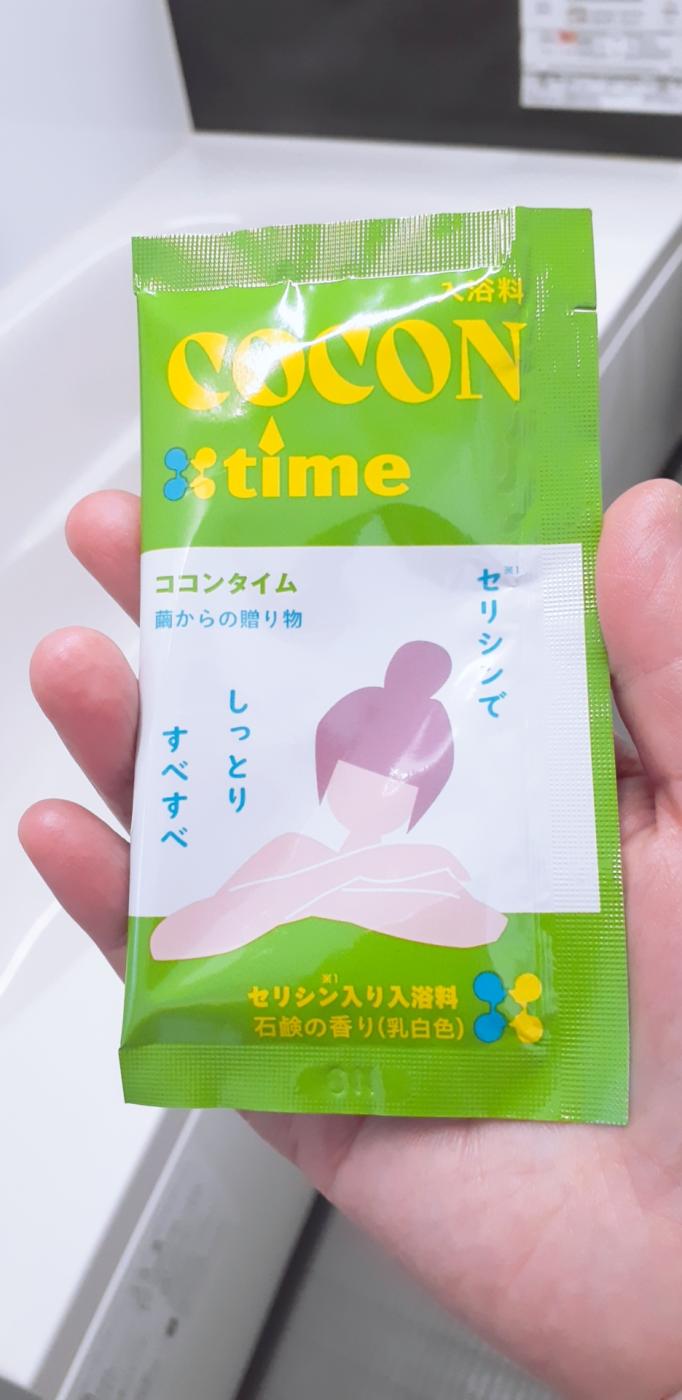 入浴料
COCON
time
ココンタイム
繭からの贈り物
※1
セリシンで
しっとり
すべすべ
※1
セリシン入り入浴料
石鹸の香り(乳白色)